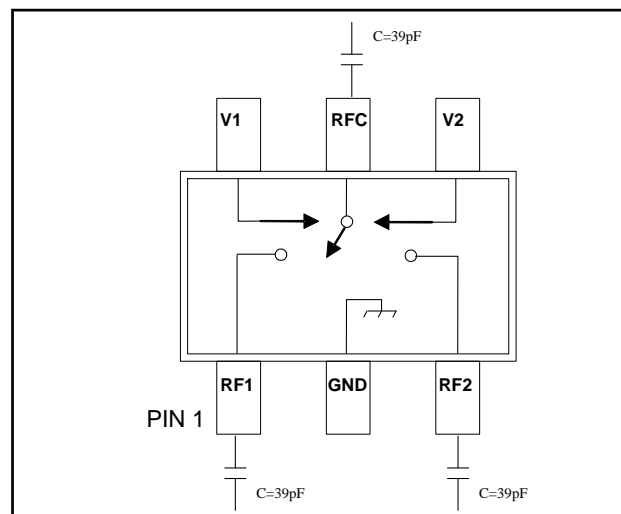 C=39pF
V1
RFC
V2
RF1
GND
RF2
PIN 1
C=39pF
C=39pF